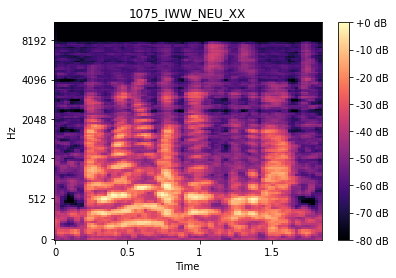 1075_IWW_NEU_XX
Hz
8192
4096
2048
1024
512
0
0
0.5
1
1.5
Time
+0 dB
-10 dB
-20 dB
-30 dB
-40 dB
-50 dB
-60 dB
-70 dB
-80 dB